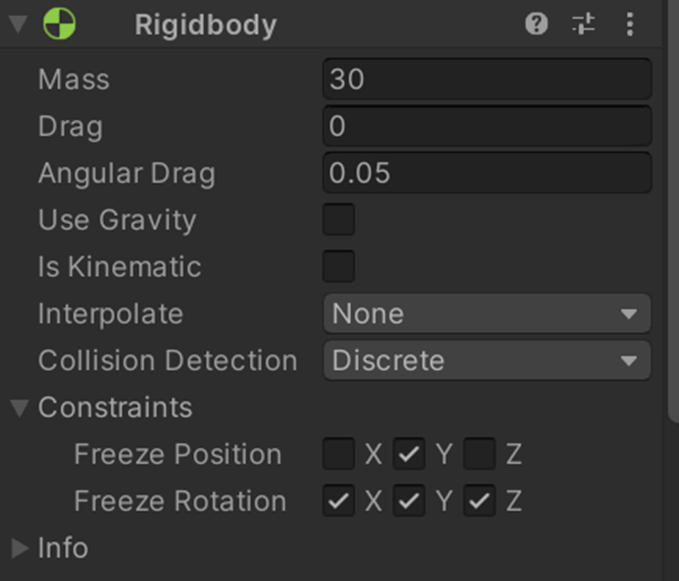 Rigidbody
Mass 30
Drag 0
Angular Drag 0.05
Use Gravity
Is Kinematic
Interpolate None
Collision Detection Discrete
Constraints
Freeze Position X Y Z
Freeze Rotation X Y Z
Info